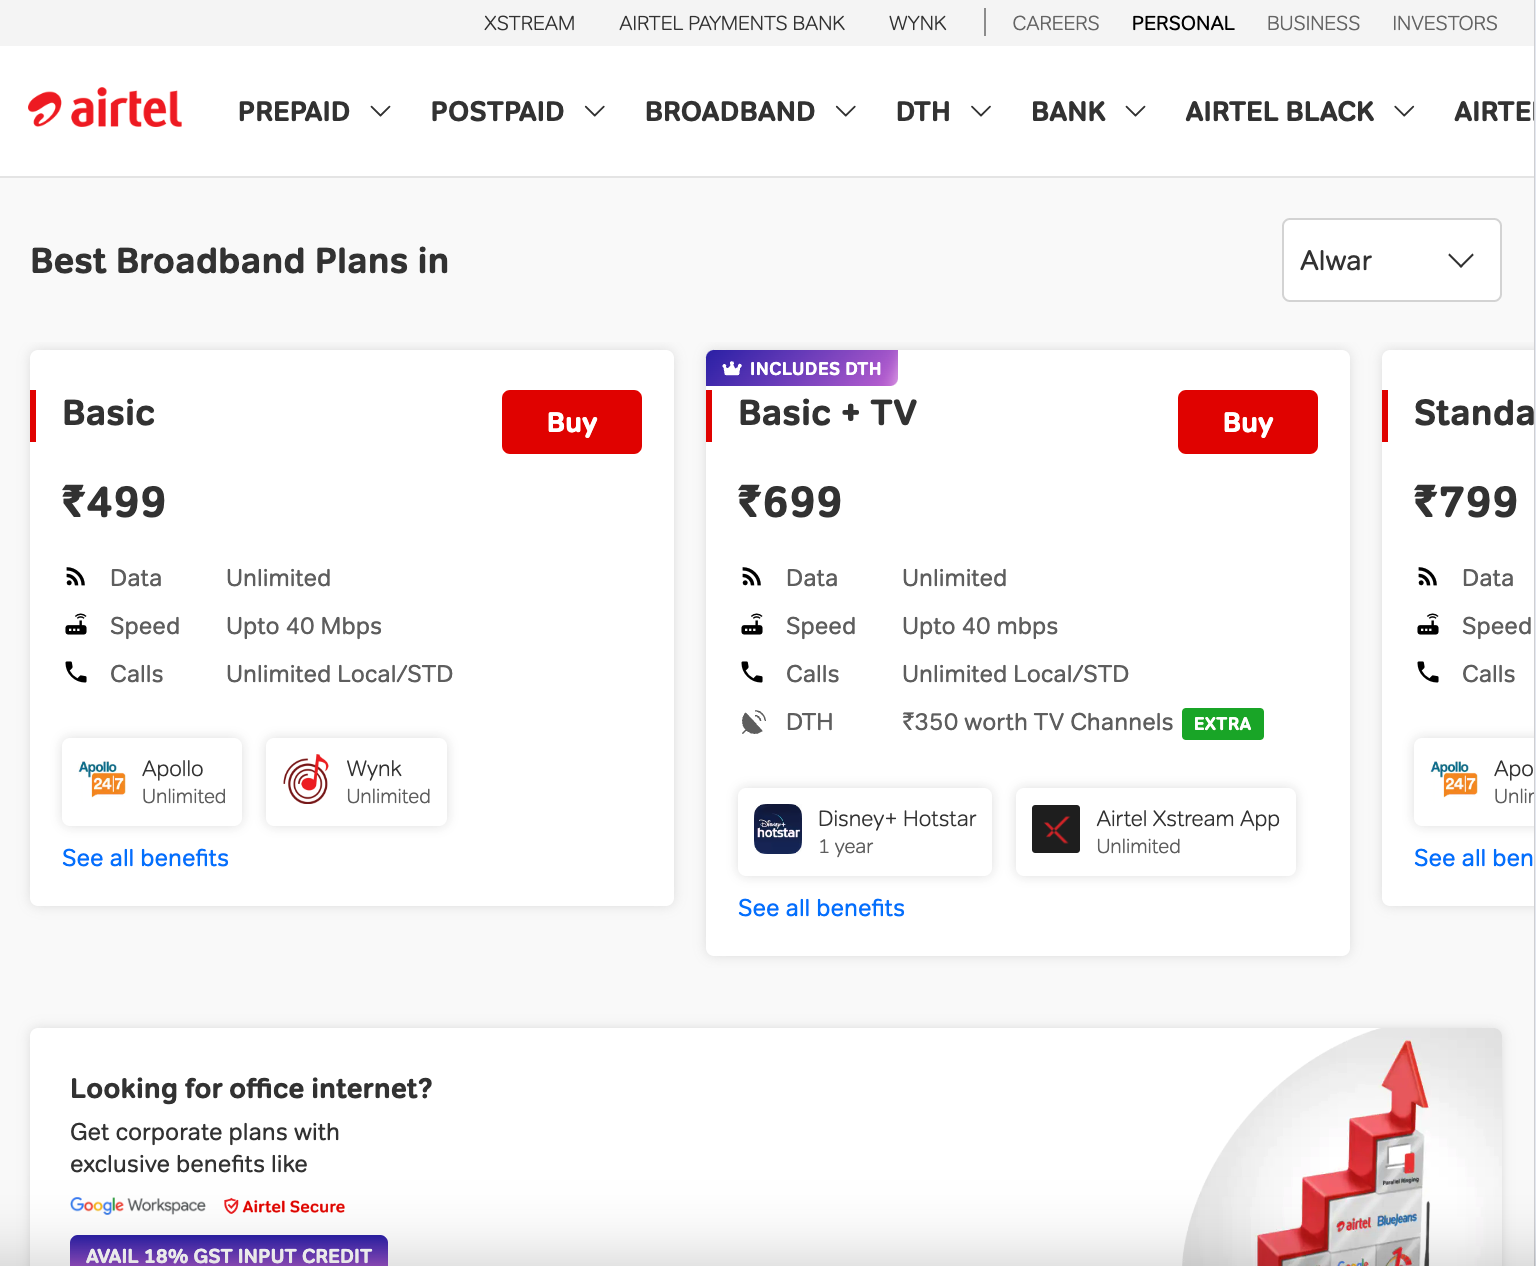 XSTREAM AIRTEL PAYMENTS BANK WYNK CAREERS PERSONAL BUSINESS INVESTORS
airtel PREPAID POSTPAID BROADBAND DTH BANK AIRTEL BLACK AIRTE
Best Broadband Plans in
Alwar
Basic
Buy
₹499
Data Unlimited
Speed Upto 40 Mbps
Calls Unlimited Local/STD
Apollo 24|7
Apollo
Unlimited
Wynk
Unlimited
See all benefits
INCLUDES DTH
Basic + TV
Buy
₹699
Data Unlimited
Speed Upto 40 mbps
Calls Unlimited Local/STD
DTH ₹350 worth TV Channels EXTRA
Disney+ hotstar
Disney+ Hotstar
1 year
Airtel Xstream App
Unlimited
See all benefits
Standa
₹799
Data
Speed
Calls
Apollo 24|7
Apo
Unlir
See all ben
Looking for office internet?
Get corporate plans with
exclusive benefits like
Google Workspace Airtel Secure
AVAIL 18% GST INPUT CREDIT
Parallel Ringing
airtel BlueJeans
Google